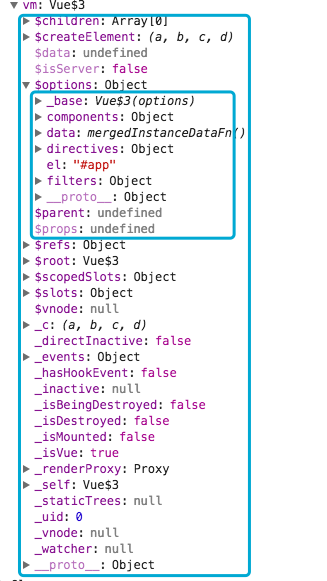 vm: Vue$3
$children: Array[0]
$createElement: (a, b, c, d)
$data: undefined
$isServer: false
$options: Object
_base: Vue$3(options)
components: Object
data: mergedInstanceDataFn()
directives: Object
el: "#app"
filters: Object
__proto__: Object
$parent: undefined
$props: undefined
$refs: Object
$root: Vue$3
$scopedSlots: Object
$slots: Object
$vnode: null
_c: (a, b, c, d)
_directInactive: false
_events: Object
_hasHookEvent: false
_inactive: null
_isBeingDestroyed: false
_isDestroyed: false
_isMounted: false
_isVue: true
_renderProxy: Proxy
_self: Vue$3
_staticTrees: null
_uid: 0
_vnode: null
_watcher: null
__proto__: Object